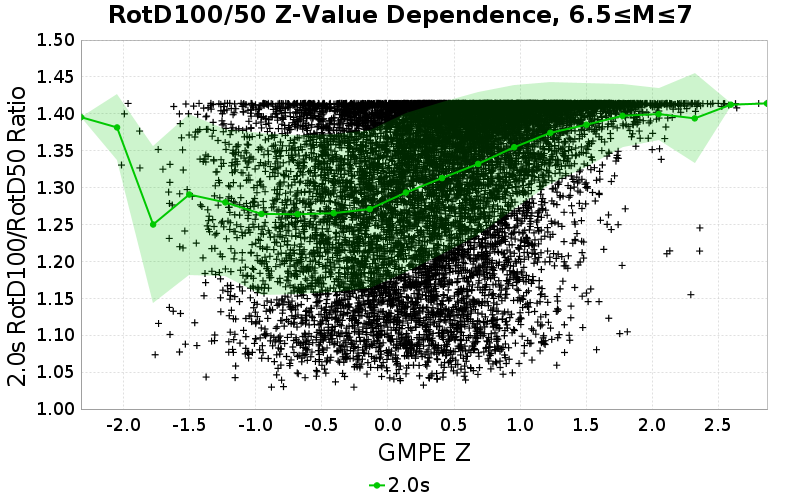 RotD100/50 Z-Value Dependence, 6.5≤M≤7
2.0s RotD100/RotD50 Ratio
1.50
1.45
1.40
1.35
1.30
1.25
1.20
1.15
1.10
1.05
1.00
-2.0 -1.5 -1.0 -0.5 0.0 0.5 1.0 1.5 2.0 2.5
GMPE Z
2.0s